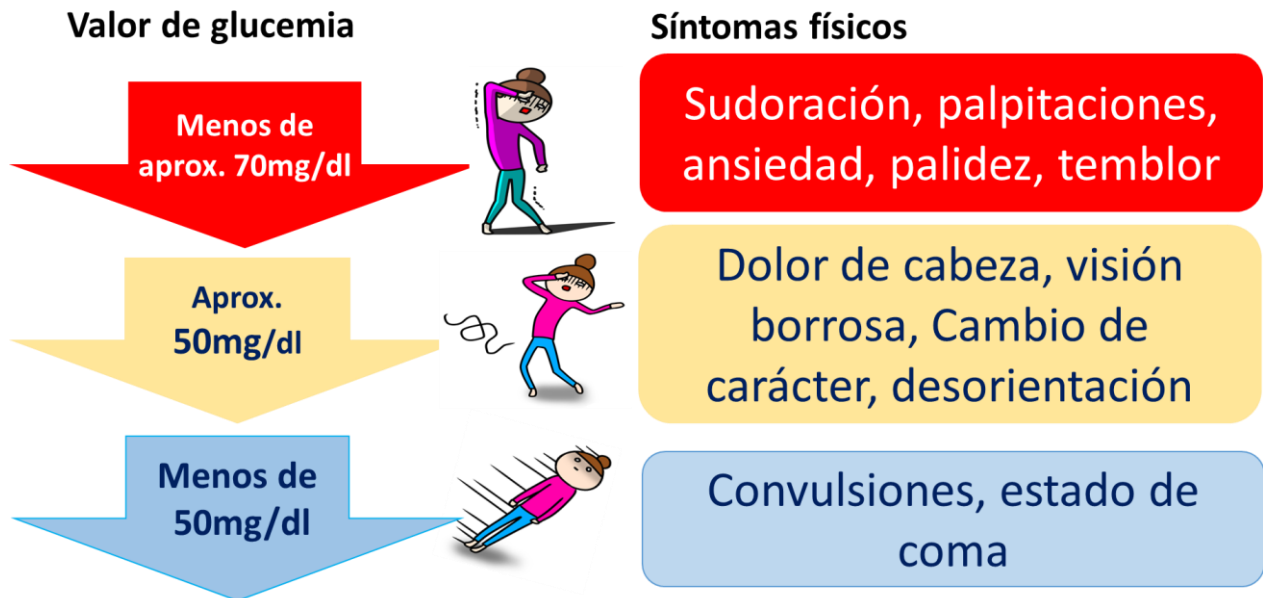 Valor de glucemia
Síntomas físicos
Menos de
aprox. 70mg/dl
Sudoración, palpitaciones,
ansiedad, palidez, temblor
Aprox.
50mg/dl
Dolor de cabeza, visión
borrosa, Cambio de
carácter, desorientación
Menos de
50mg/dl
Convulsiones, estado de
coma